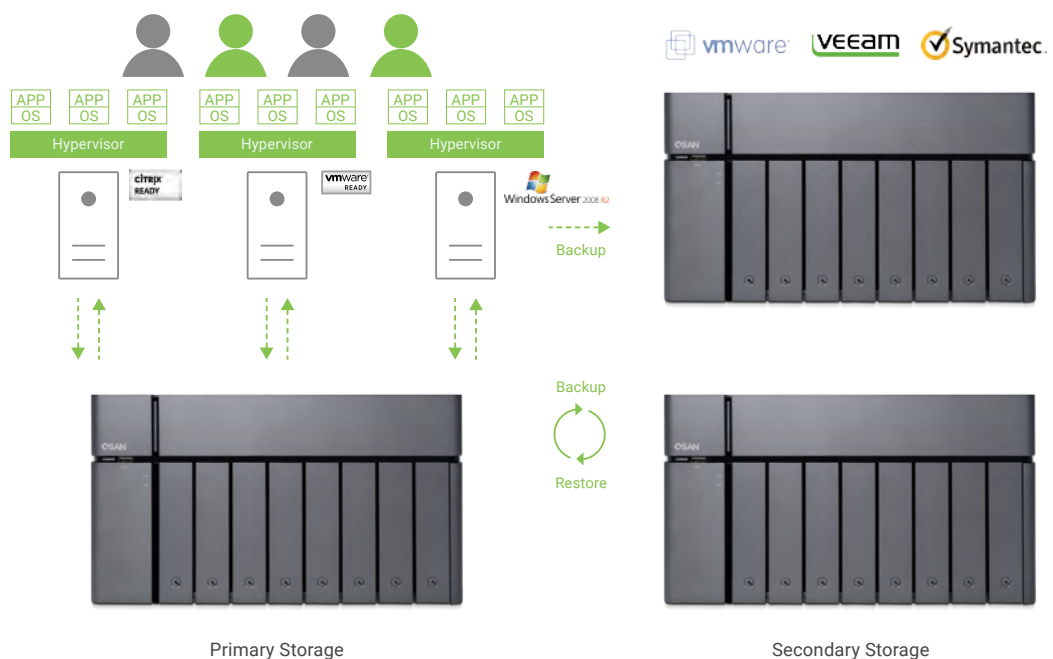 vmware
veeam
Symantec.
APP APP APP APP APP APP APP APP APP
OS OS OS OS OS OS OS OS OS
Hypervisor Hypervisor Hypervisor
QSAN
CITRIX
READY
vmware
READY
Windows Server 2008 R2
Backup
Backup
QSAN
QSAN
Restore
Primary Storage
Secondary Storage